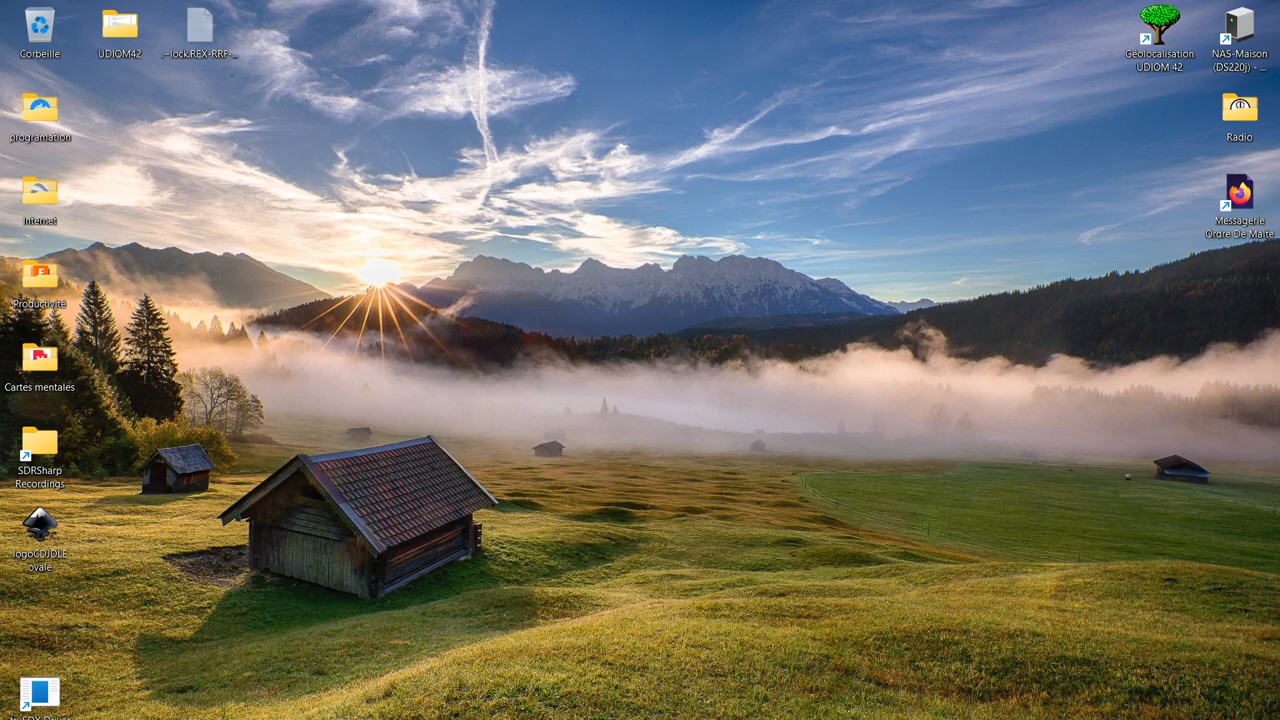 Corbeille
UDIOM42
.~lock.REX-RRF-...
Géolocalisation
UDIOM 42
NAS-Maison
(DS220j) - ...
programation
Radio
Internet
Messagerie
Ordre De Malte
Productivité
Cartes mentales
SDRSharp
Recordings
logoCDJDLE
ovale